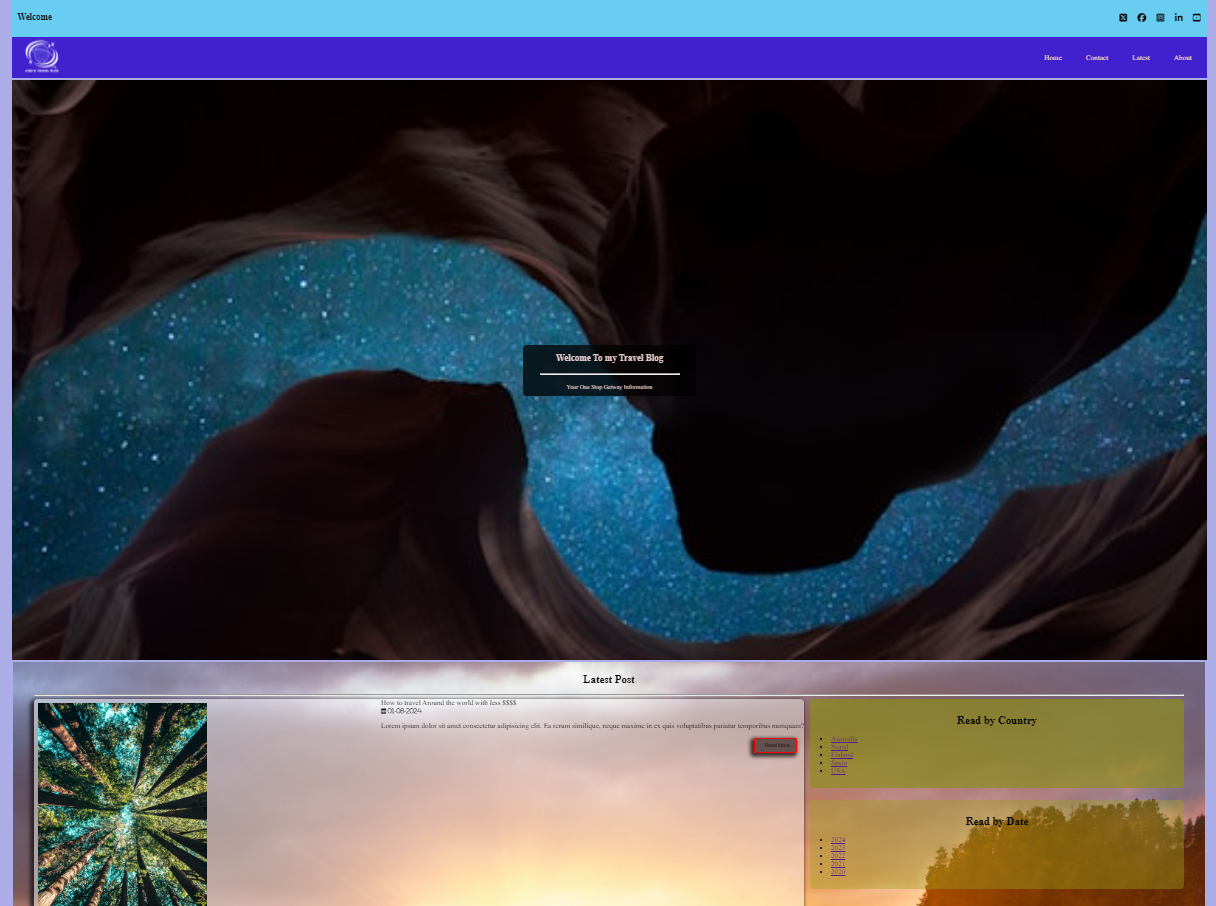 Welcome
Home Contact Latest About
Welcome To my Travel Blog
Your One Stop Getway Information
Latest Post
How to travel Around the world with less $$$$
01-08-2024
Lorem ipsum dolor sit amet consectetur adipisicing elit. Ea rerum similique, neque maxime in ex quis voluptatibus pariatur temporibus numquam?
Read More
Read by Country
Australia
Nepal
Finland
Spain
USA
Read by Date
2024
2023
2022
2021
2020